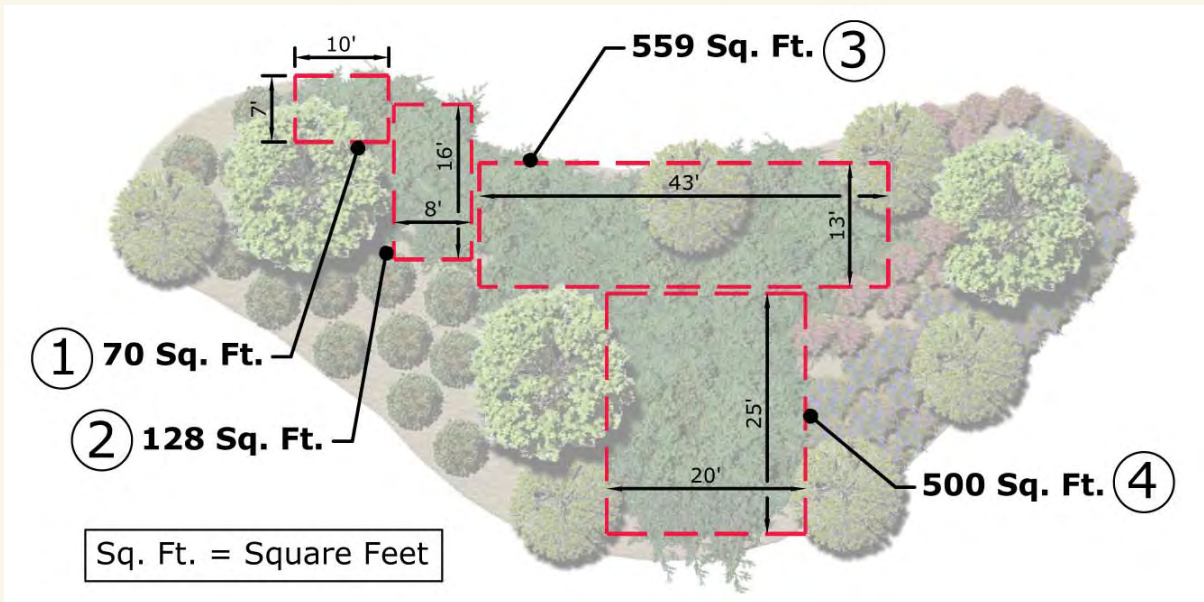 10'
559 Sq. Ft. 3
7'
16'
43'
8'
13'
1 70 Sq. Ft.
25'
2 128 Sq. Ft.
20'
500 Sq. Ft. 4
Sq. Ft. = Square Feet